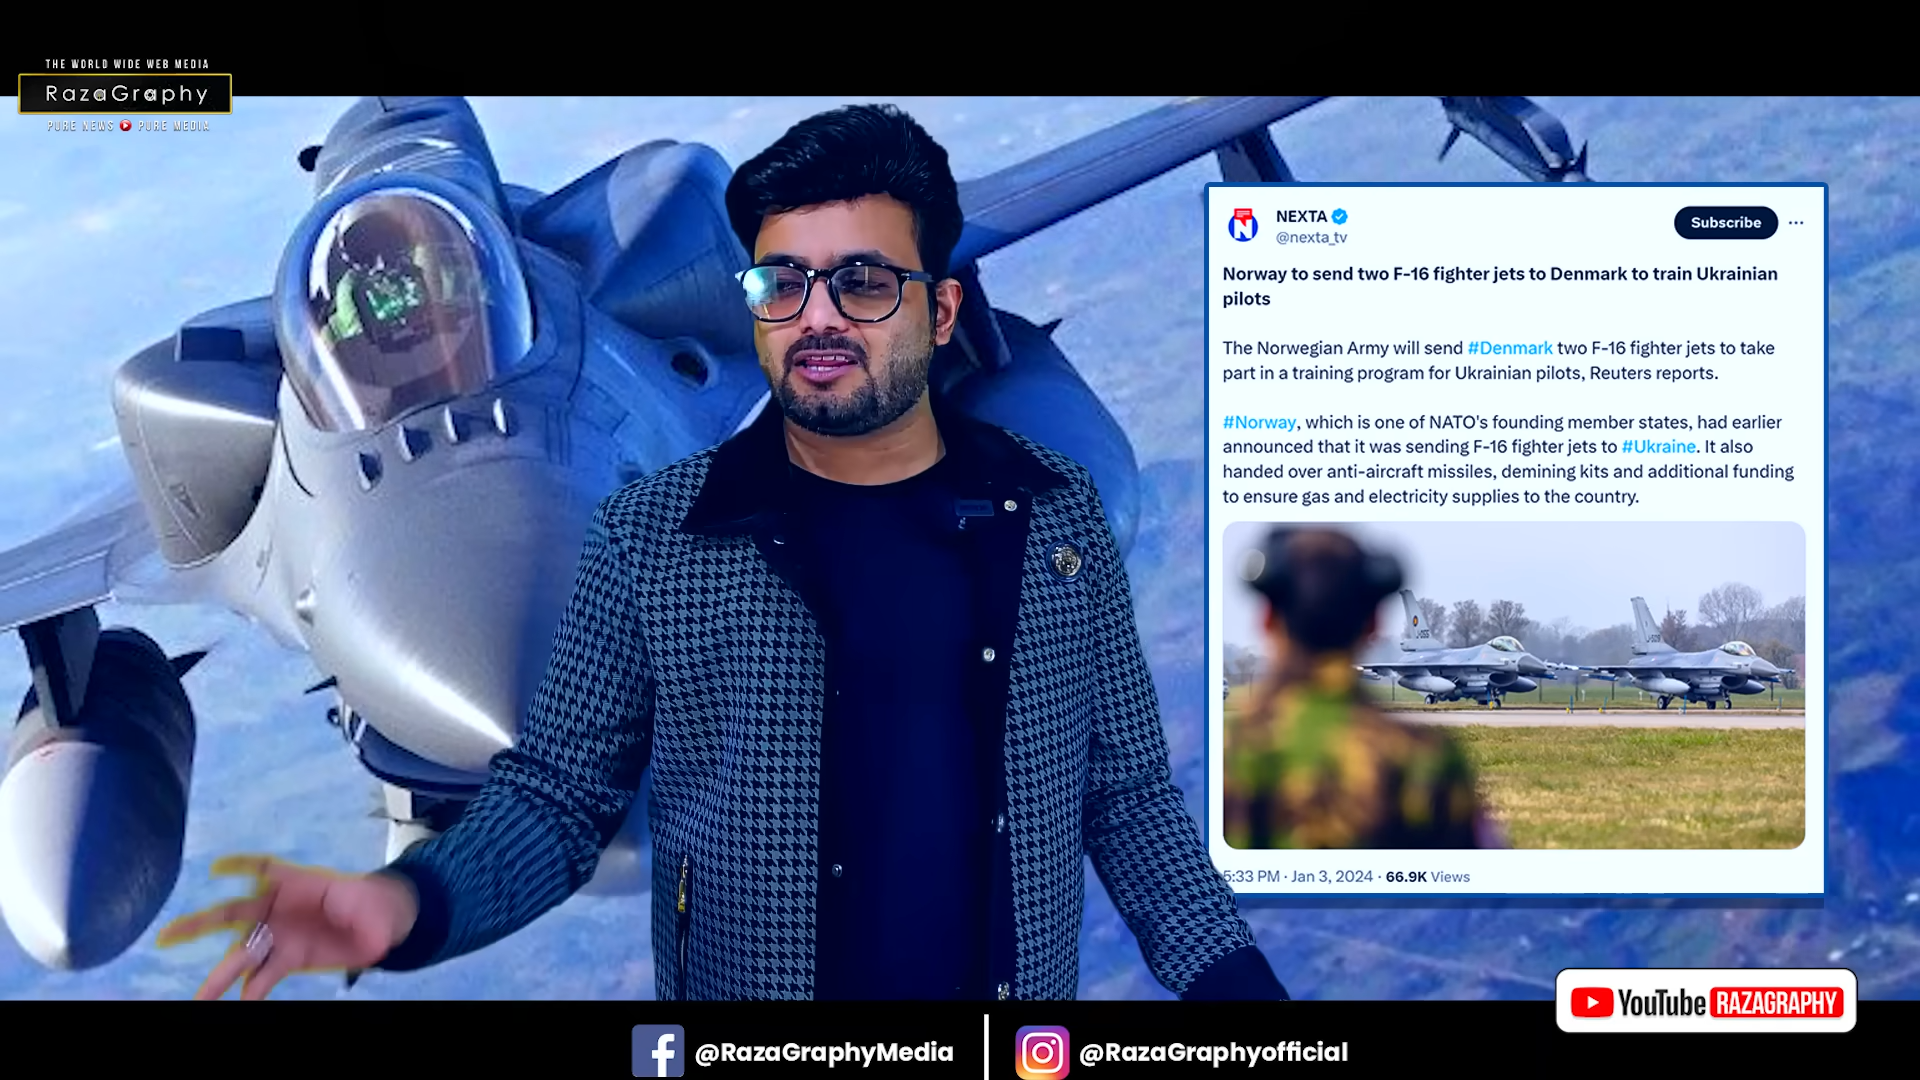 THE WORLD WIDE WEB MEDIA
RazaGraphy
PURE NEWS PURE MEDIA
NEXTA
@nexta_tv
Subscribe
Norway to send two F-16 fighter jets to Denmark to train Ukrainian
pilots
The Norwegian Army will send #Denmark two F-16 fighter jets to take
part in a training program for Ukrainian pilots, Reuters reports.
#Norway, which is one of NATO's founding member states, had earlier
announced that it was sending F-16 fighter jets to #Ukraine. It also
handed over anti-aircraft missiles, demining kits and additional funding
to ensure gas and electricity supplies to the country.
5:33 PM · Jan 3, 2024 · 66.9K Views
YouTube RAZAGRAPHY
@RazaGraphyMedia
@RazaGraphyofficial